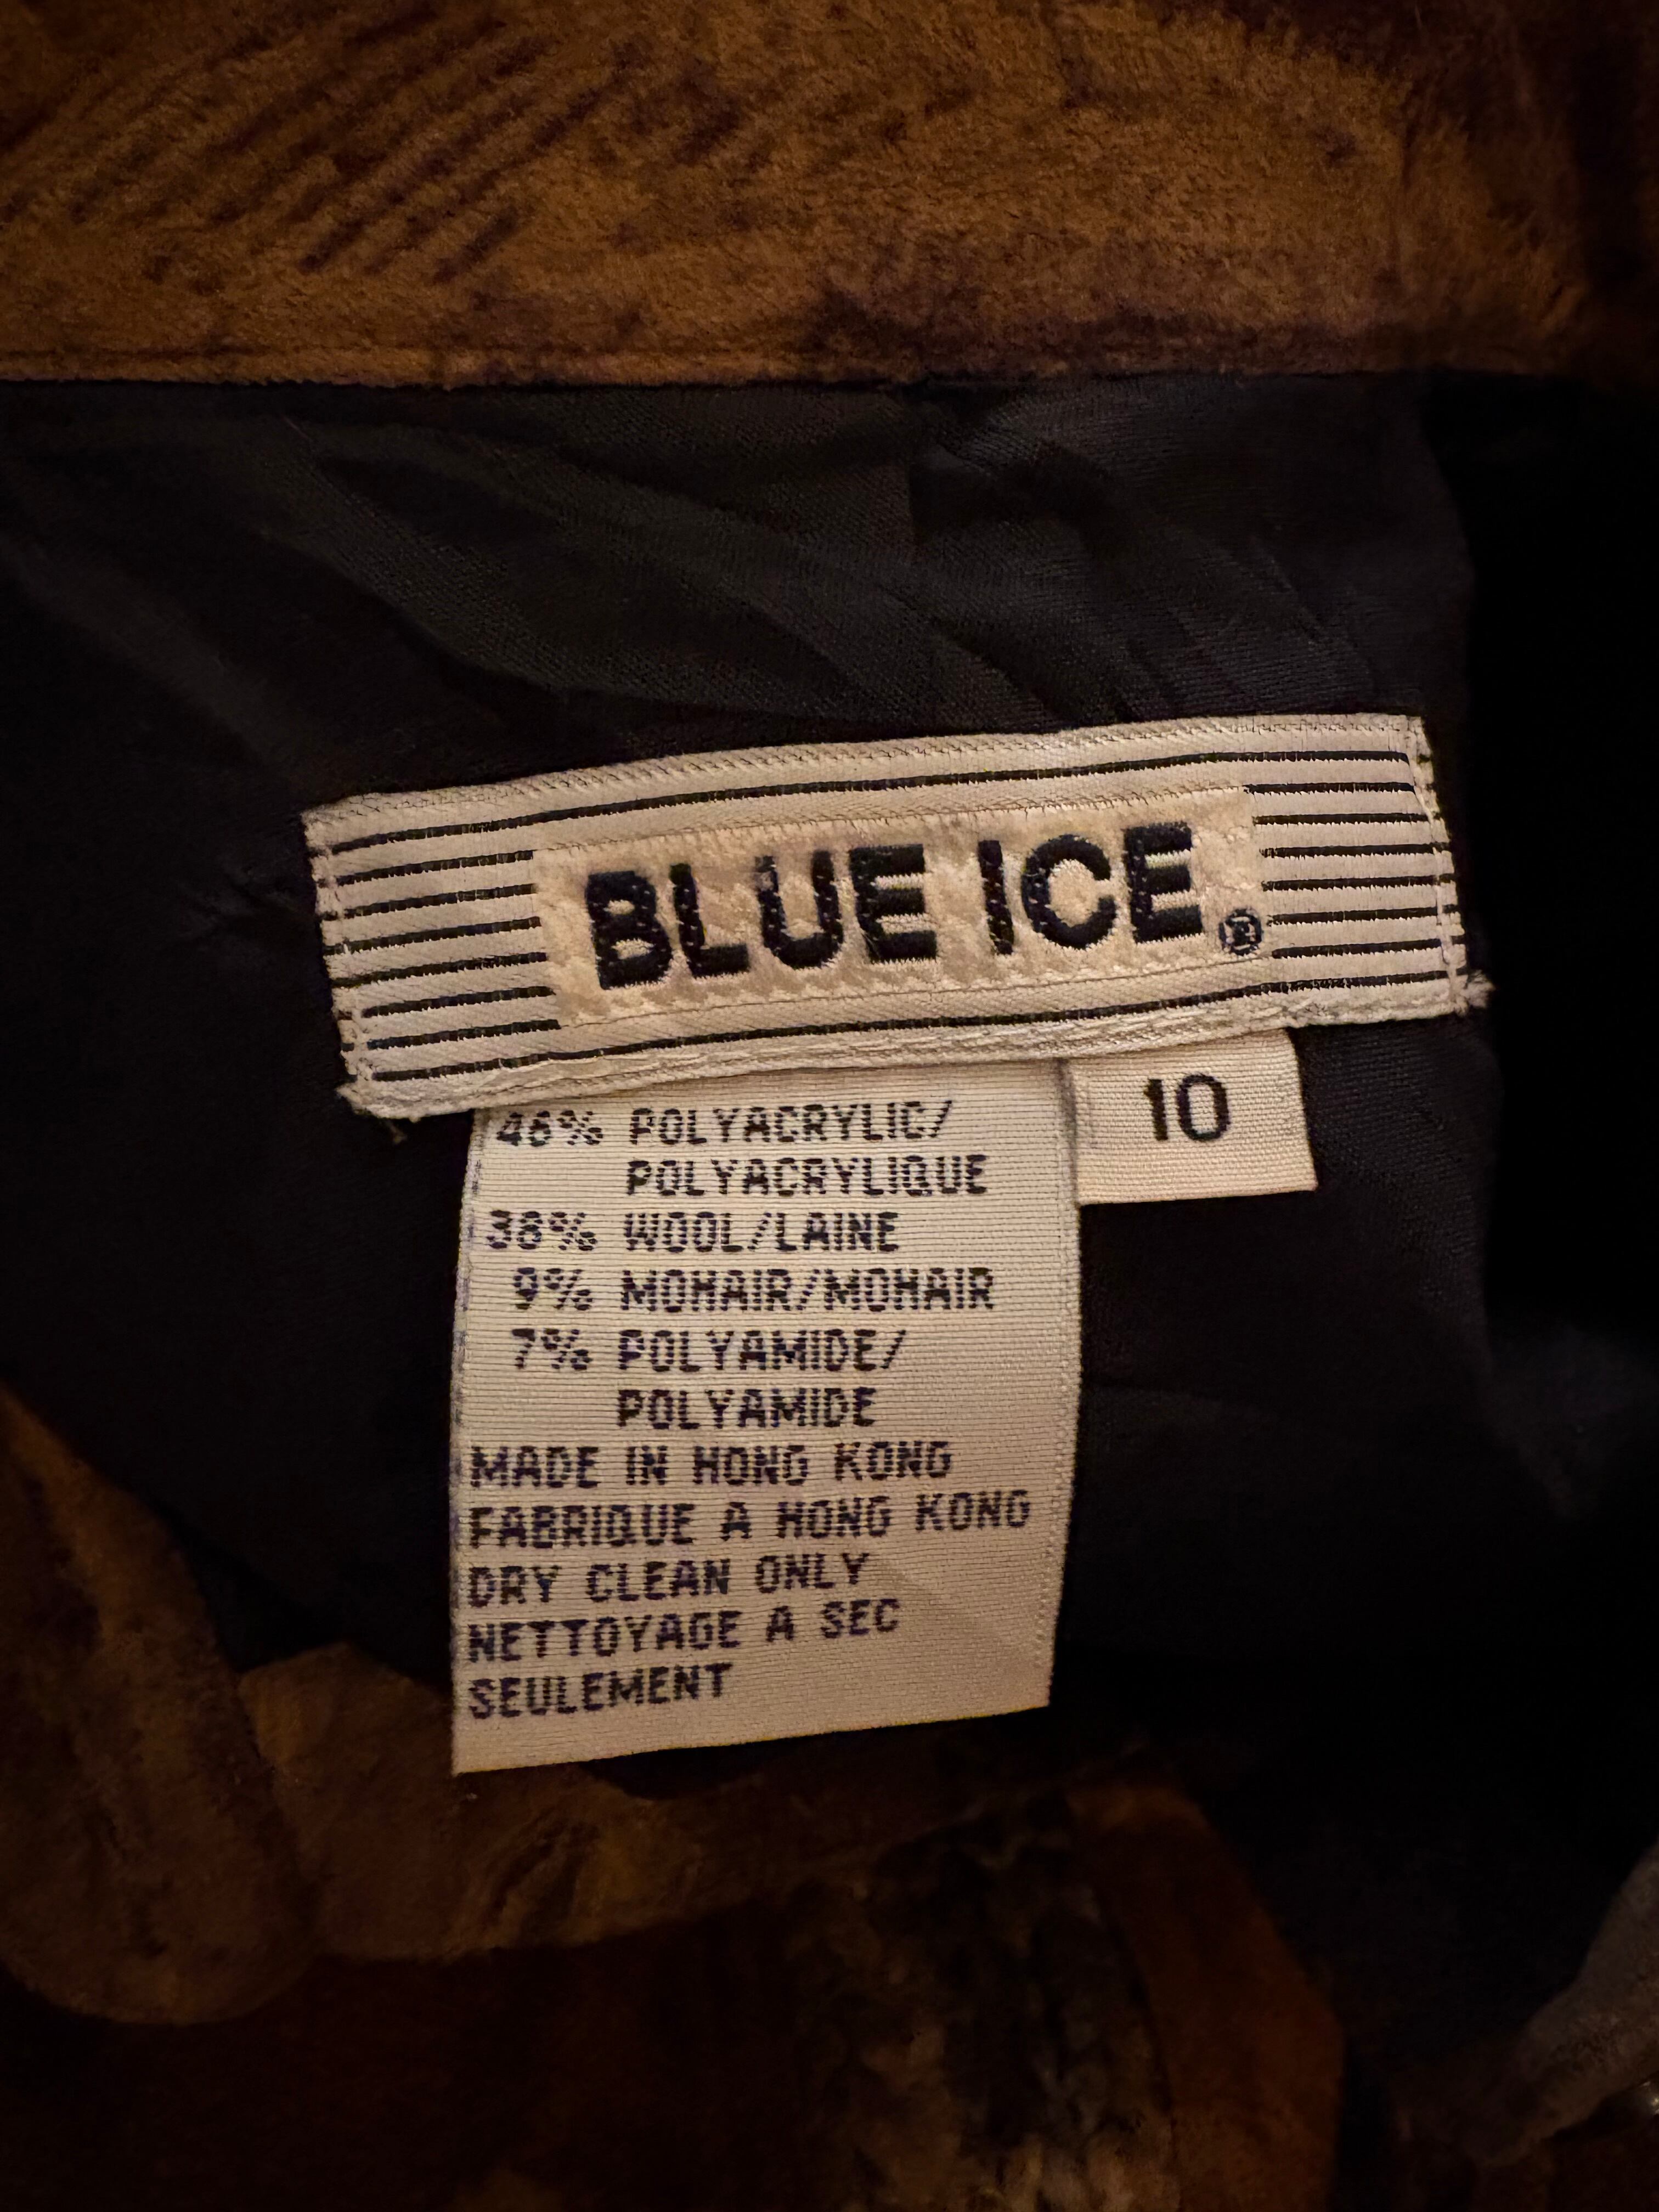 BLUE ICE ®
10
46% POLYACRYLIC/
POLYACRYLIQUE
38% WOOL/LAINE
9% MOHAIR/MOHAIR
7% POLYAMIDE/
POLYAMIDE
MADE IN HONG KONG
FABRIQUE A HONG KONG
DRY CLEAN ONLY
NETTOYAGE A SEC
SEULEMENT